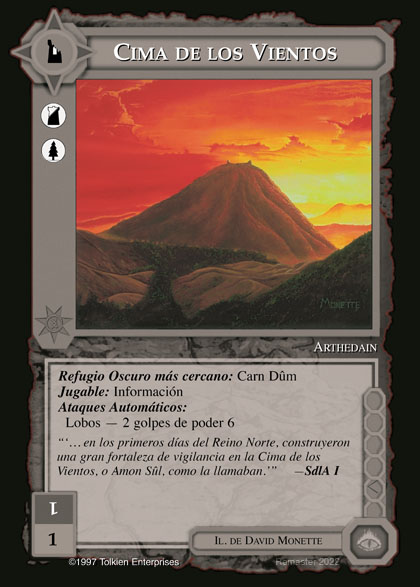 CIMA DE LOS VIENTOS
MONETTE
ARTHEDAIN
Refugio Oscuro más cercano: Carn Dûm
Jugable: Información
Ataques Automáticos:
Lobos — 2 golpes de poder 6
“‘… en los primeros días del Reino Norte, construyeron
una gran fortaleza de vigilancia en la Cima de los
Vientos, o Amon Sûl, como la llamaban.’” —SdlA I
1
1
IL. DE DAVID MONETTE
©1997 Tolkien Enterprises
Remaster 2022